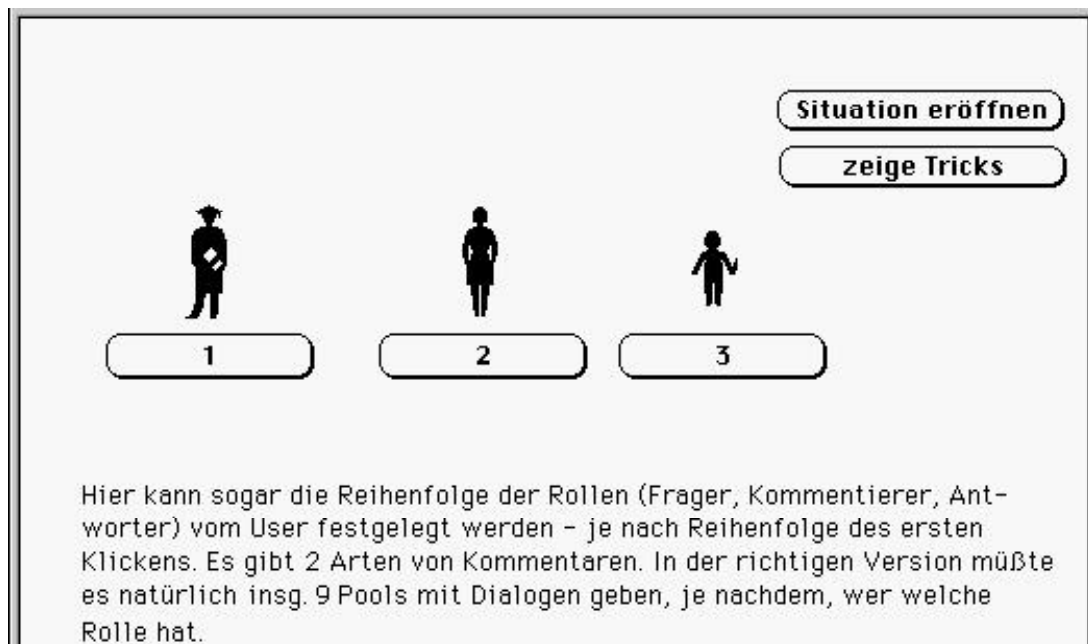 Situation eröffnen
zeige Tricks
1 2 3
Hier kann sogar die Reihenfolge der Rollen (Frager, Kommentierer, Ant-
worter) vom User festgelegt werden - je nach Reihenfolge des ersten
Klickens. Es gibt 2 Arten von Kommentaren. In der richtigen Version müßte
es natürlich insg. 9 Pools mit Dialogen geben, je nachdem, wer welche
Rolle hat.